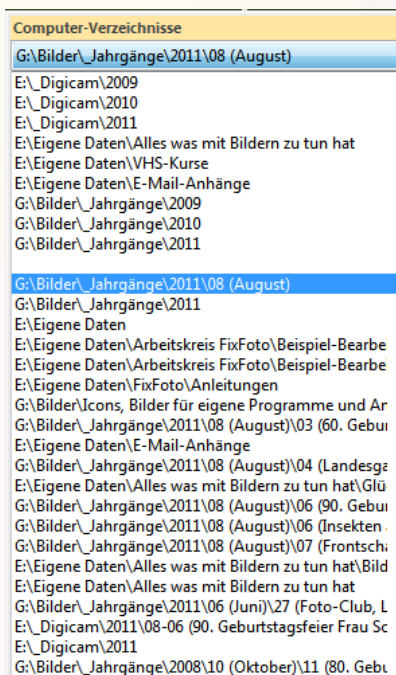 Computer-Verzeichnisse
G:\Bilder\_Jahrgänge\2011\08 (August)
E:\_Digicam\2009
E:\_Digicam\2010
E:\_Digicam\2011
E:\Eigene Daten\Alles was mit Bildern zu tun hat
E:\Eigene Daten\VHS-Kurse
E:\Eigene Daten\E-Mail-Anhänge
G:\Bilder\_Jahrgänge\2009
G:\Bilder\_Jahrgänge\2010
G:\Bilder\_Jahrgänge\2011
G:\Bilder\_Jahrgänge\2011\08 (August)
G:\Bilder\_Jahrgänge\2011
E:\Eigene Daten
E:\Eigene Daten\Arbeitskreis FixFoto\Beispiel-Bearbe
E:\Eigene Daten\Arbeitskreis FixFoto\Beispiel-Bearbe
E:\Eigene Daten\FixFoto\Anleitungen
G:\Bilder\Icons, Bilder für eigene Programme und An
G:\Bilder\_Jahrgänge\2011\08 (August)\03 (60. Gebur
E:\Eigene Daten\E-Mail-Anhänge
G:\Bilder\_Jahrgänge\2011\08 (August)\04 (Landesga
E:\Eigene Daten\Alles was mit Bildern zu tun hat\Glü
G:\Bilder\_Jahrgänge\2011\08 (August)\06 (90. Gebur
G:\Bilder\_Jahrgänge\2011\08 (August)\06 (Insekten
G:\Bilder\_Jahrgänge\2011\08 (August)\07 (Frontscha
E:\Eigene Daten\Alles was mit Bildern zu tun hat\Bild
E:\Eigene Daten\Alles was mit Bildern zu tun hat
G:\Bilder\_Jahrgänge\2011\06 (Juni)\27 (Foto-Club, L
E:\_Digicam\2011\08-06 (90. Geburtstagsfeier Frau Sc
E:\_Digicam\2011
G:\Bilder\_Jahrgänge\2008\10 (Oktober)\11 (80. Gebu